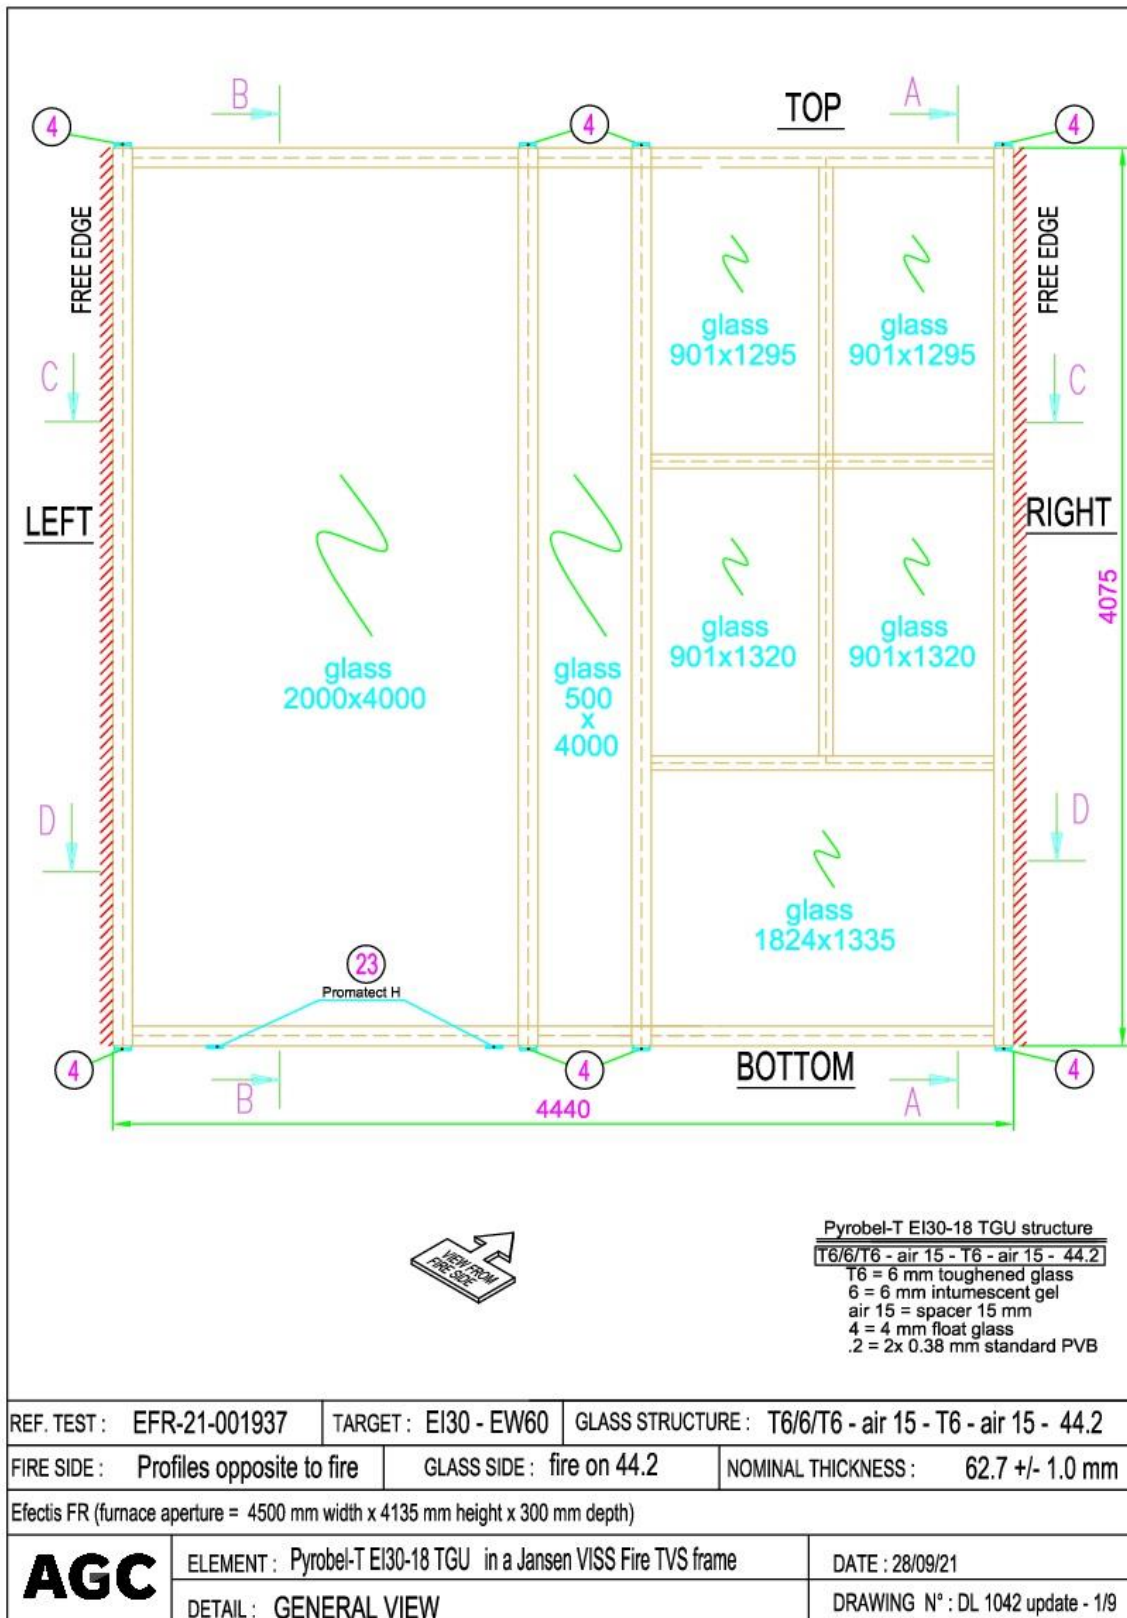 B
A
TOP
4
4
4
FREE EDGE
FREE EDGE
glass
901x1295
glass
901x1295
C
C
LEFT
RIGHT
4075
glass
2000x4000
glass
500
x
4000
glass
901x1320
glass
901x1320
D
D
glass
1824x1335
23
Promatect H
4
4
4
BOTTOM
B
A
4440
VIEW FROM
FIRE SIDE
Pyrobel-T EI30-18 TGU structure
T6/6/T6 - air 15 - T6 - air 15 - 44.2
T6 = 6 mm toughened glass
6 = 6 mm intumescent gel
air 15 = spacer 15 mm
4 = 4 mm float glass
.2 = 2x 0.38 mm standard PVB
REF. TEST : EFR-21-001937 TARGET : EI30 - EW60 GLASS STRUCTURE : T6/6/T6 - air 15 - T6 - air 15 - 44.2
FIRE SIDE : Profiles opposite to fire GLASS SIDE : fire on 44.2 NOMINAL THICKNESS : 62.7 +/- 1.0 mm
Efectis FR (furnace aperture = 4500 mm width x 4135 mm height x 300 mm depth)
AGC
ELEMENT : Pyrobel-T EI30-18 TGU in a Jansen VISS Fire TVS frame DATE : 28/09/21
DETAIL : GENERAL VIEW DRAWING N° : DL 1042 update - 1/9